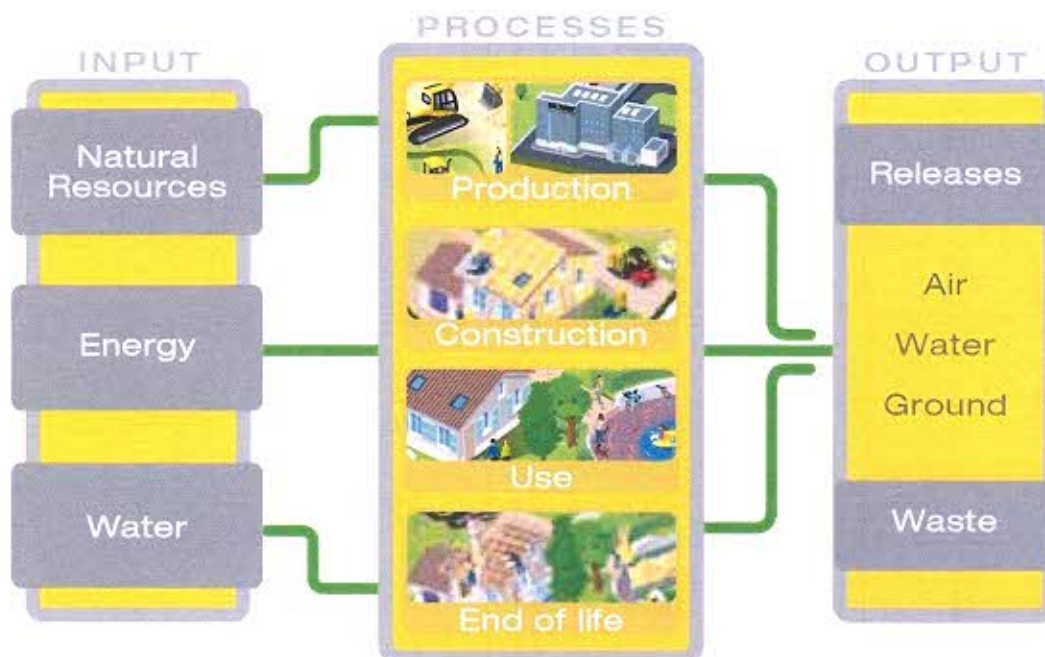 PROCESSES
INPUT
OUTPUT
Natural
Resources
Energy
Water
Production
Construction
Use
End of life
Releases
Air
Water
Ground
Waste